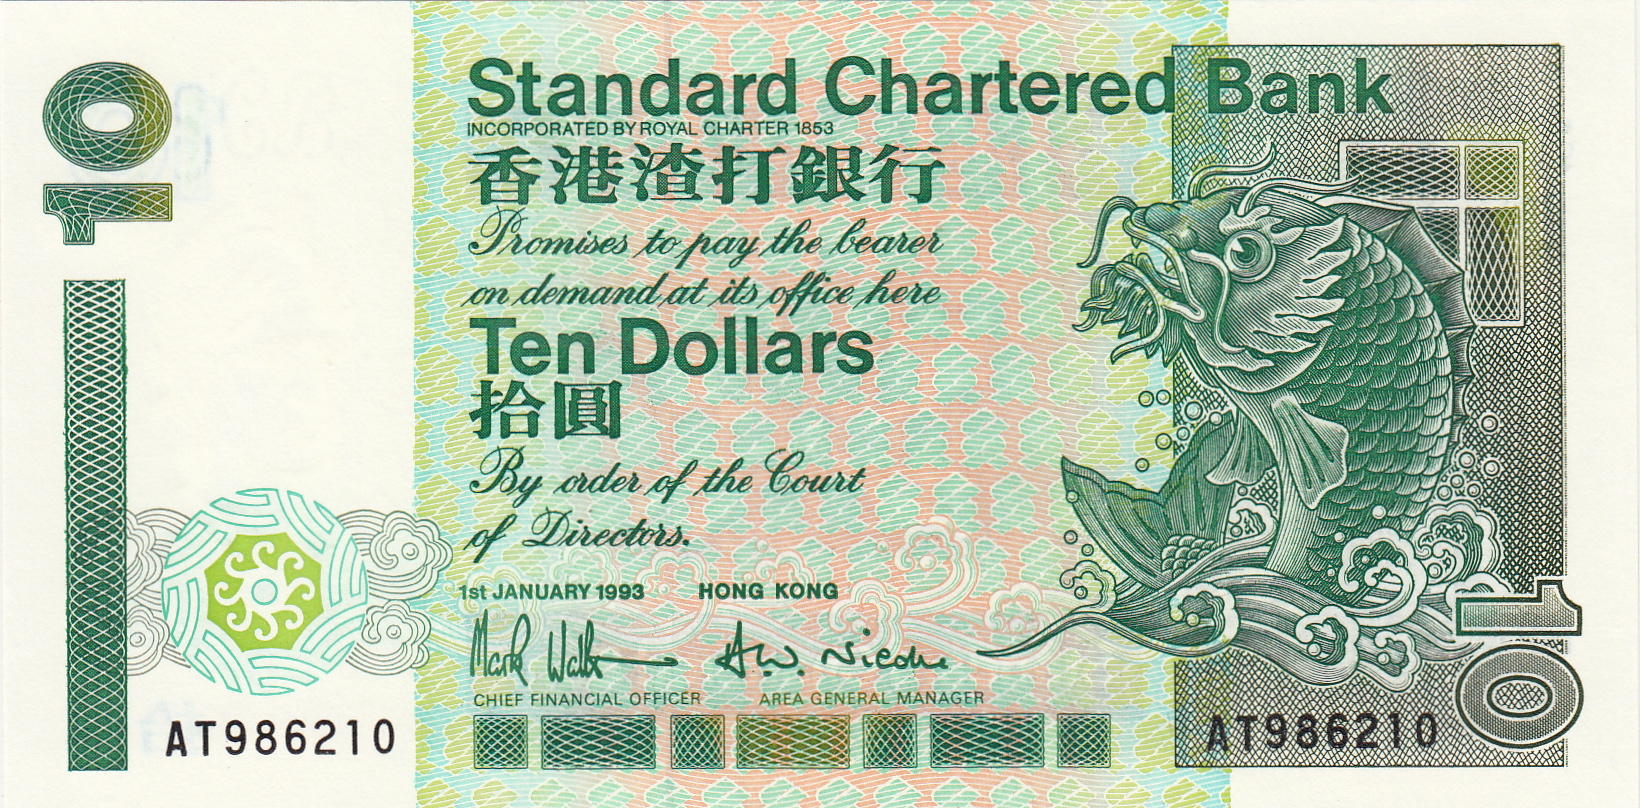 10
Standard Chartered Bank
INCORPORATED BY ROYAL CHARTER 1853
香港渣打銀行
Promises to pay the bearer
on demand at its office here
Ten Dollars
拾圓
By order of the Court
of Directors.
1st JANUARY 1993 HONG KONG
Mark
A.W.
CHIEF FINANCIAL OFFICER AREA GENERAL MANAGER
AT986210 AT986210
10